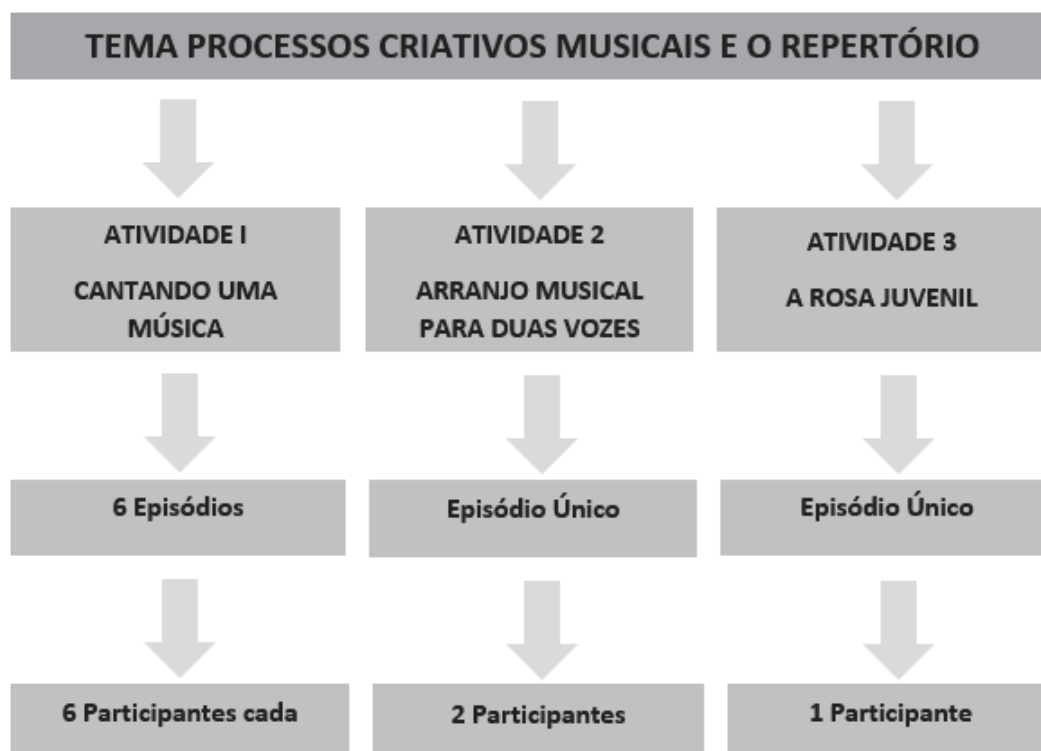 TEMA PROCESSOS CRIATIVOS MUSICAIS E O REPERTÓRIO
ATIVIDADE I
CANTANDO UMA
MÚSICA
ATIVIDADE 2
ARRANJO MUSICAL
PARA DUAS VOZES
ATIVIDADE 3
A ROSA JUVENIL
6 Episódios
Episódio Único
Episódio Único
6 Participantes cada
2 Participantes
1 Participante